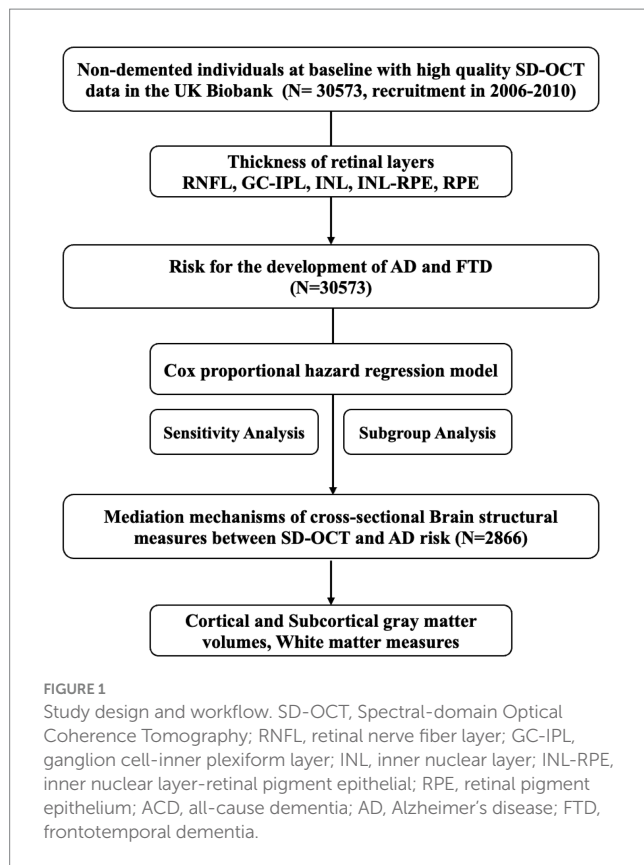 Non-demented individuals at baseline with high quality SD-OCT
data in the UK Biobank (N= 30573, recruitment in 2006-2010)
Thickness of retinal layers
RNFL, GC-IPL, INL, INL-RPE, RPE
Risk for the development of AD and FTD
(N=30573)
Cox proportional hazard regression model
Sensitivity Analysis
Subgroup Analysis
Mediation mechanisms of cross-sectional Brain structural
measures between SD-OCT and AD risk (N=2866)
Cortical and Subcortical gray matter
volumes, White matter measures
FIGURE 1
Study design and workflow. SD-OCT, Spectral-domain Optical
Coherence Tomography; RNFL, retinal nerve fiber layer; GC-IPL,
ganglion cell-inner plexiform layer; INL, inner nuclear layer; INL-RPE,
inner nuclear layer-retinal pigment epithelial; RPE, retinal pigment
epithelium; ACD, all-cause dementia; AD, Alzheimer's disease; FTD,
frontotemporal dementia.